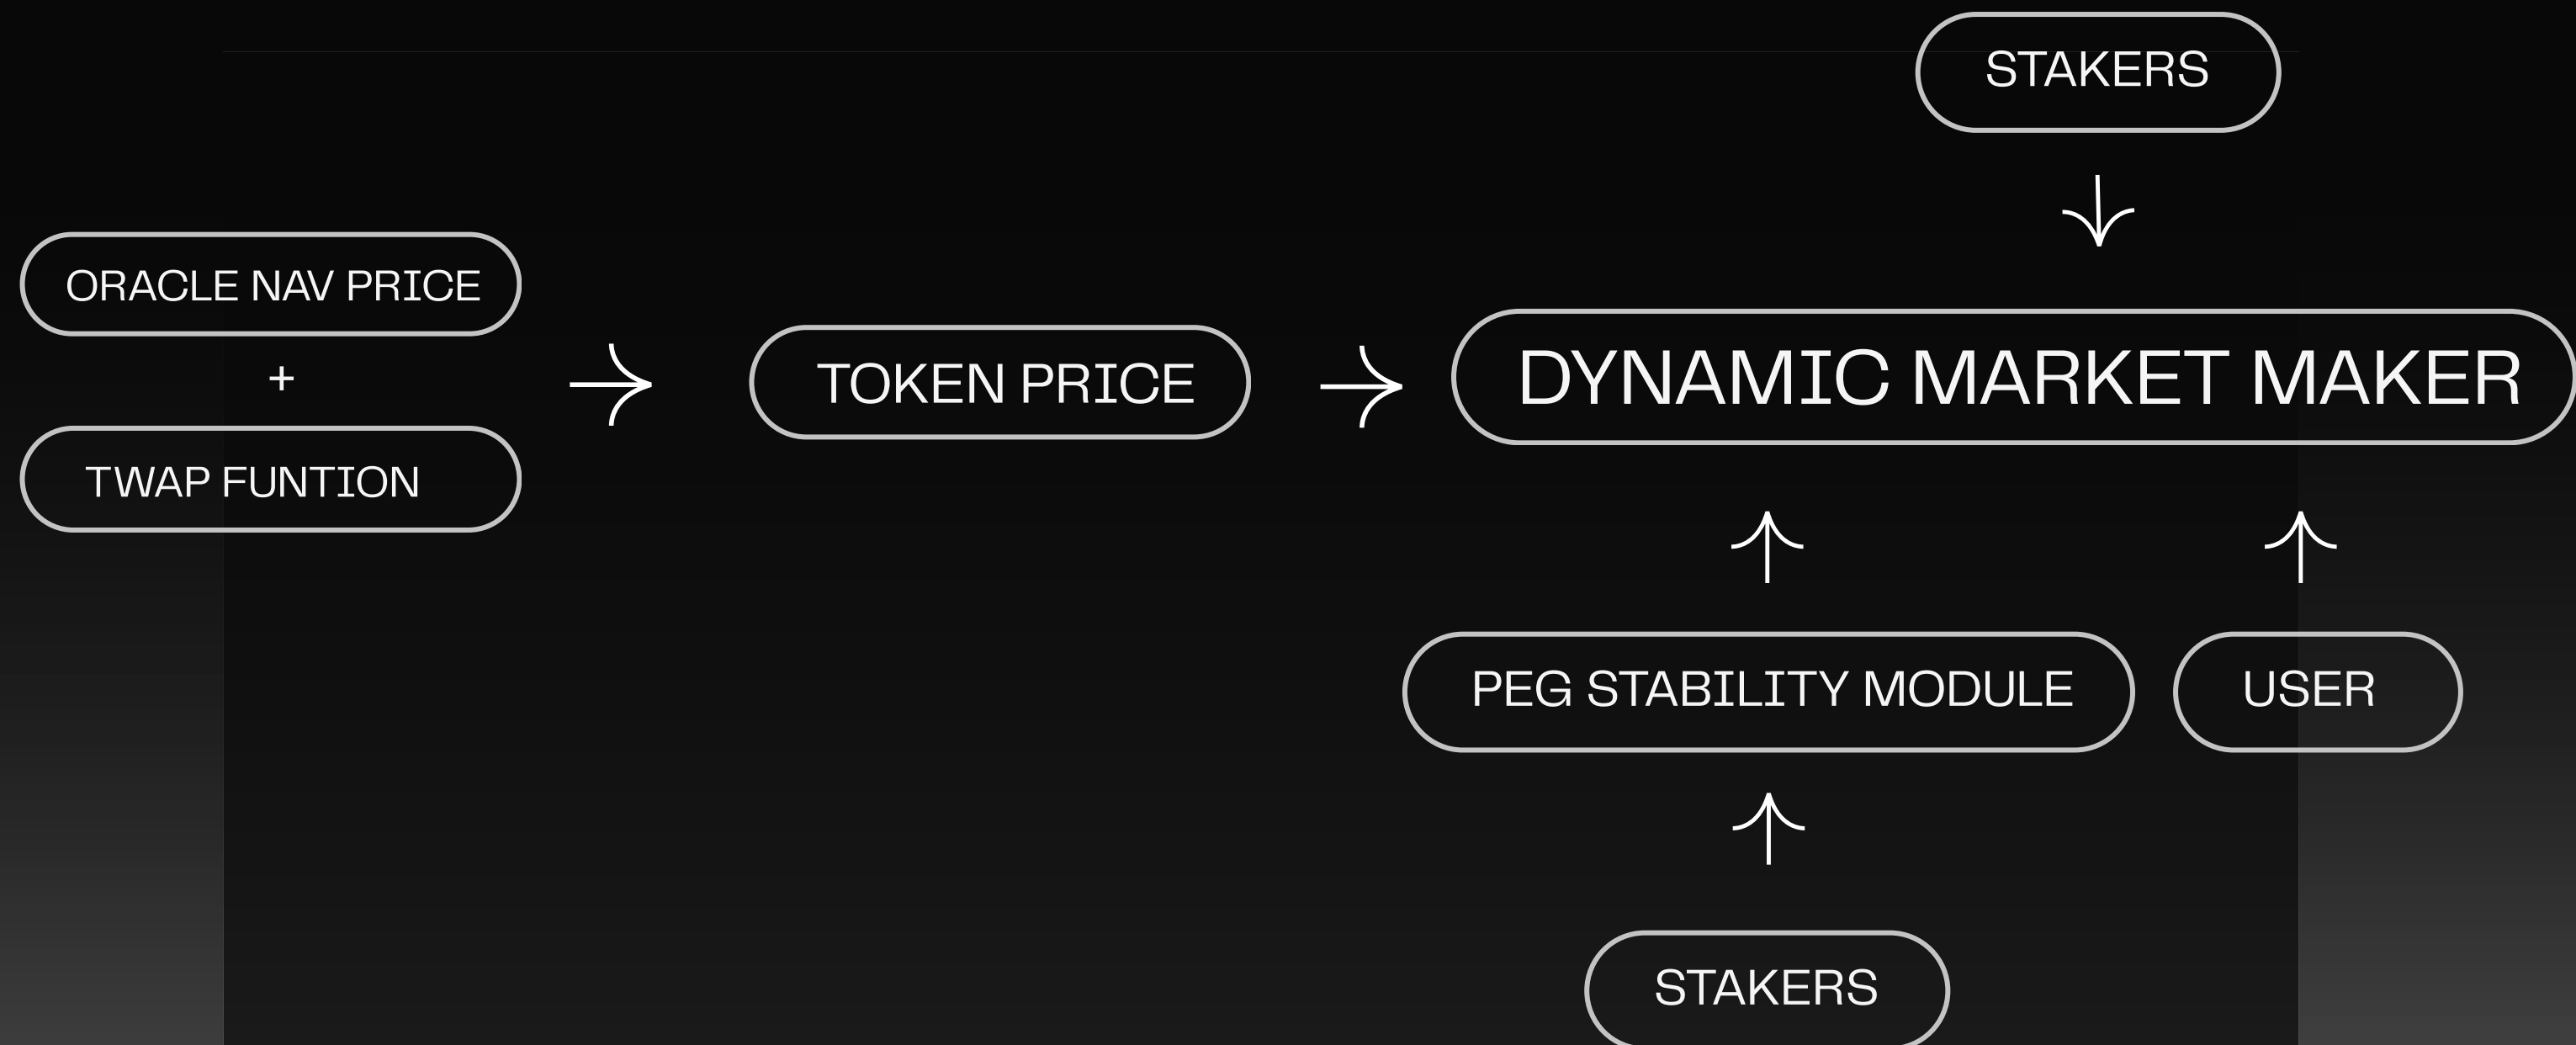 STAKERS
ORACLE NAV PRICE
+
TWAP FUNTION
TOKEN PRICE
DYNAMIC MARKET MAKER
PEG STABILITY MODULE
USER
STAKERS